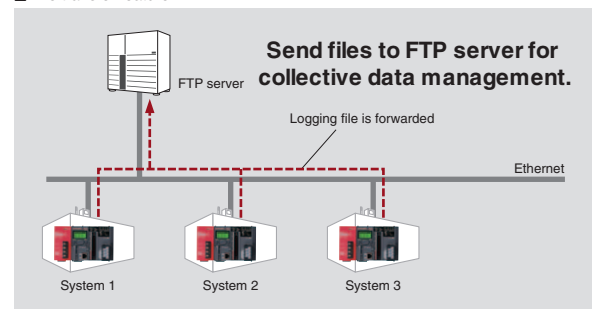 Send files to FTP server for
collective data management.
FTP server
Logging file is forwarded
Ethernet
System 1
System 2
System 3